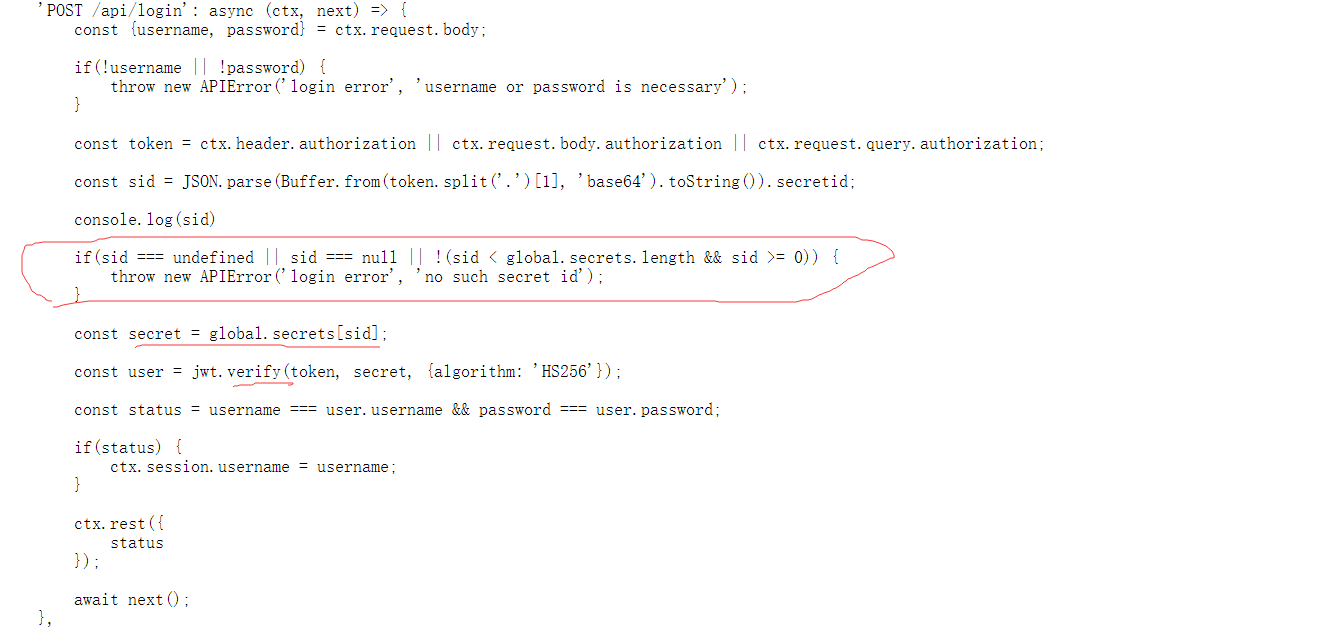 'POST /api/login': async (ctx, next) => {
const {username, password} = ctx.request.body;
if(!username || !password) {
throw new APIError('login error', 'username or password is necessary');
}
const token = ctx.header.authorization || ctx.request.body.authorization || ctx.request.query.authorization;
const sid = JSON.parse(Buffer.from(token.split('.')[1], 'base64').toString()).secretid;
console.log(sid)
if(sid === undefined || sid === null || !(sid < global.secrets.length && sid >= 0)) {
throw new APIError('login error', 'no such secret id');
}
const secret = global.secrets[sid];
const user = jwt.verify(token, secret, {algorithm: 'HS256'});
const status = username === user.username && password === user.password;
if(status) {
ctx.session.username = username;
}
ctx.rest({
status
});
await next();
},